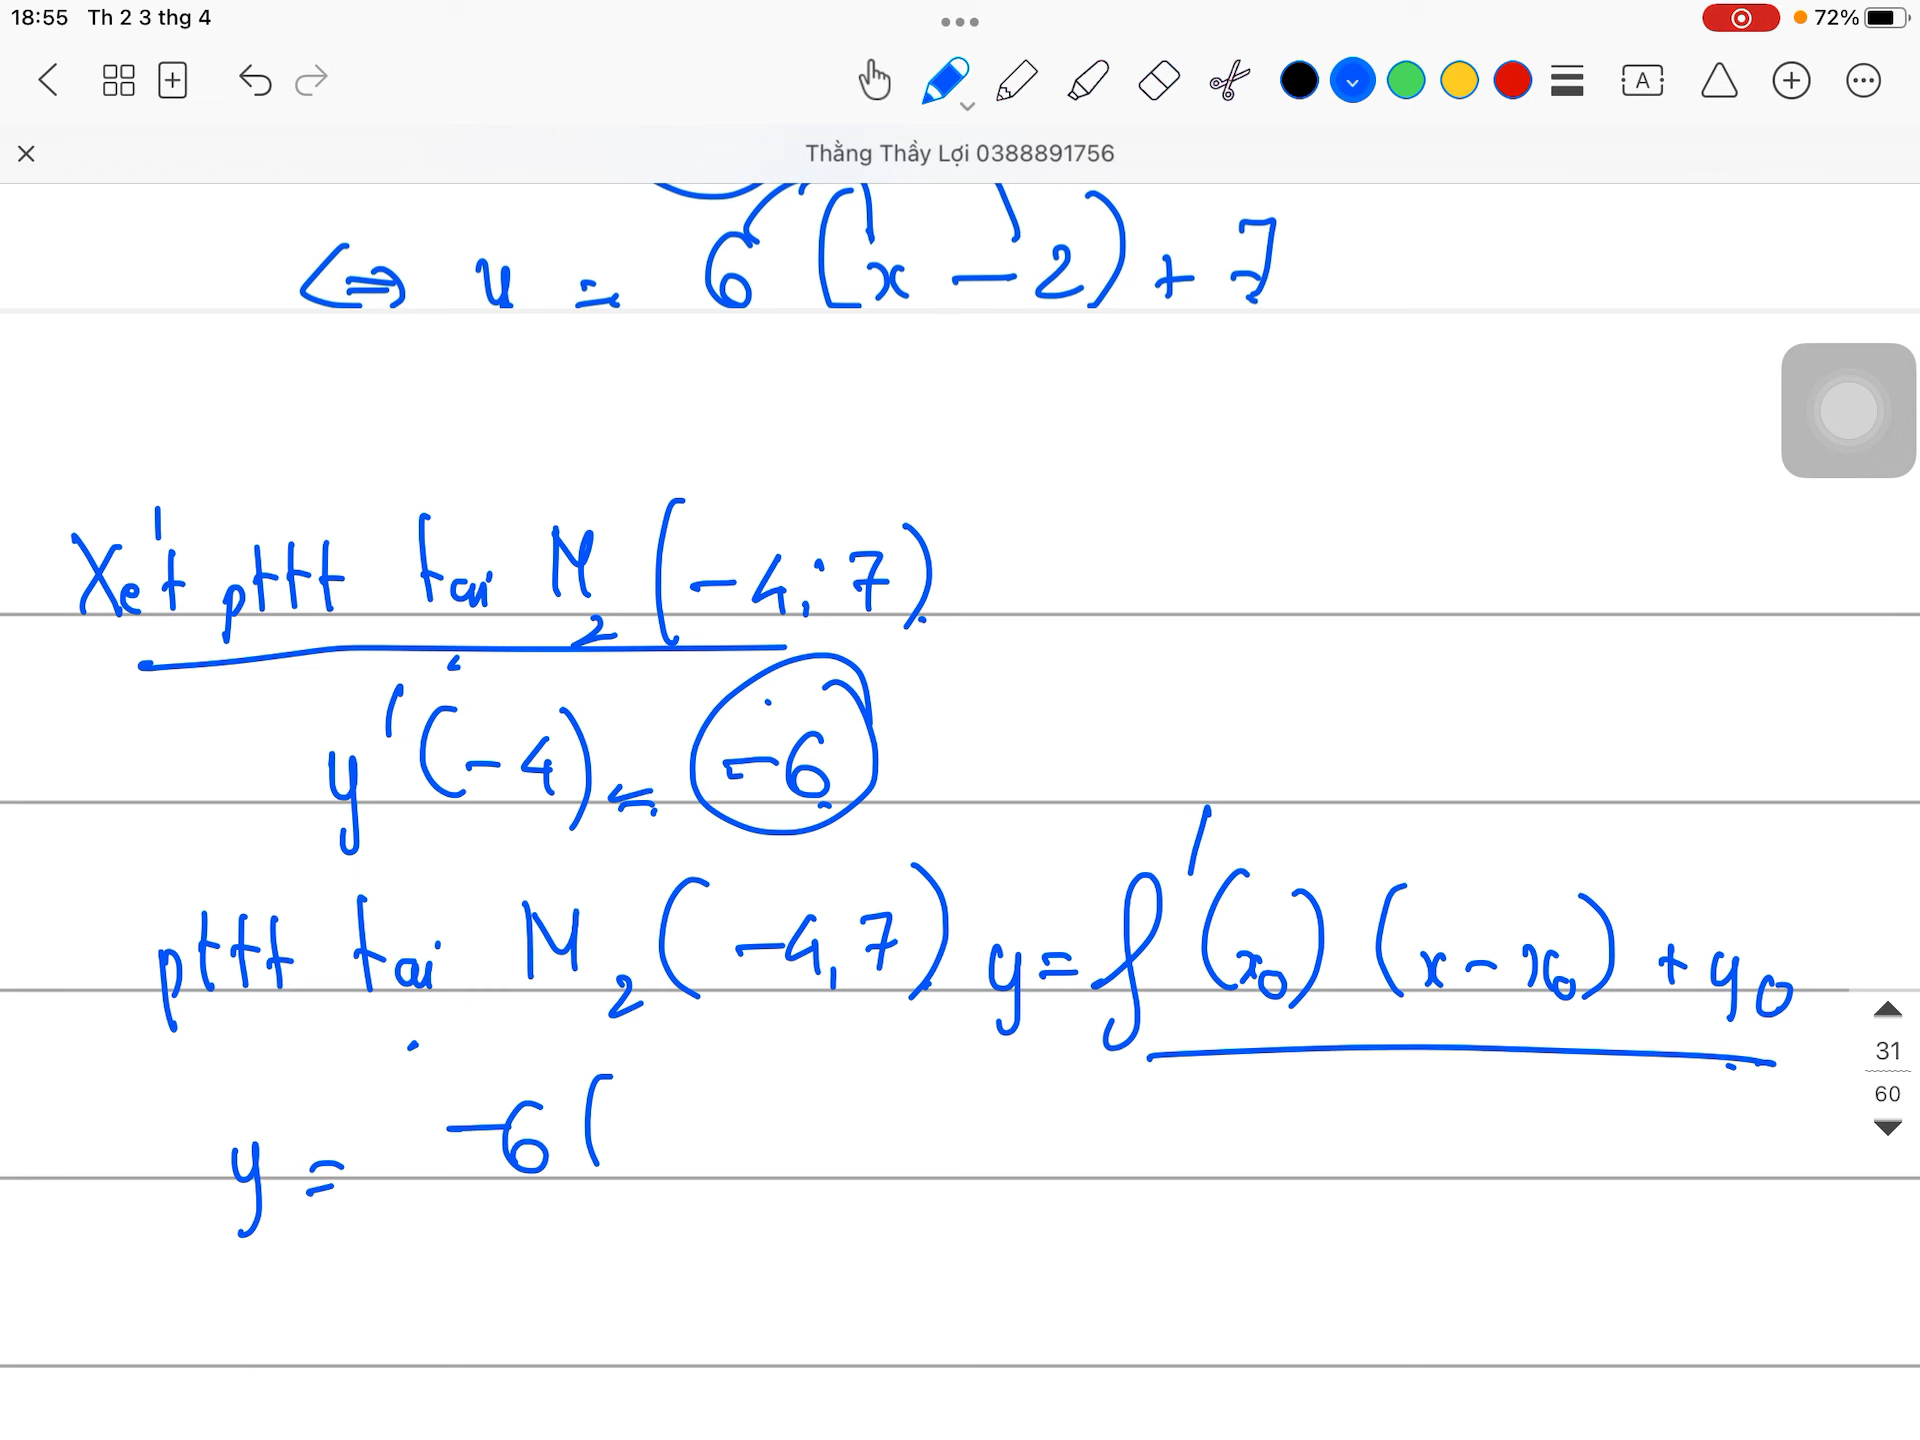 18:55 Th 2 3 thg 4 72%
A
Thằng Thầy Lợi 0388891756
⇔ y = 6 (x - 2) + 7
Xét pttt tại M₂ (-4; 7)
y'(-4) = -6
pttt tại M₂ (-4, 7) y = f'(x₀) (x - x₀) + y₀
31
60
y = -6 (